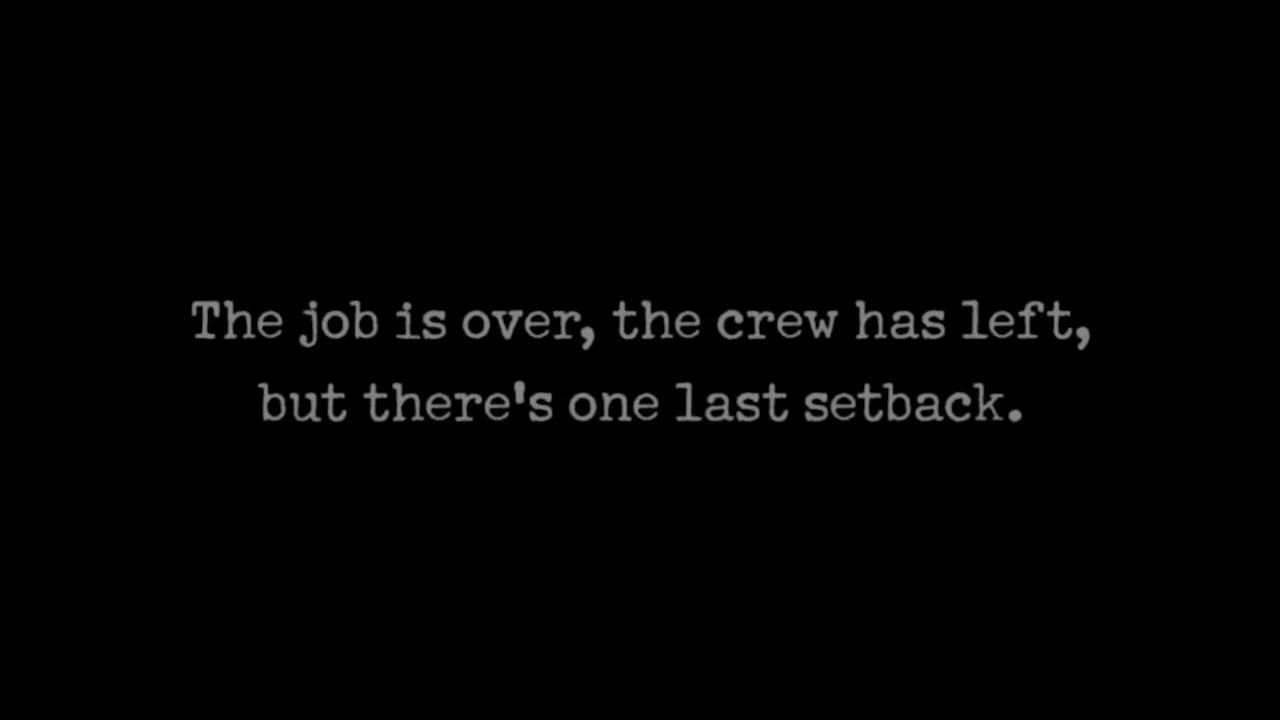 The job is over, the crew has left,
but there's one last setback.